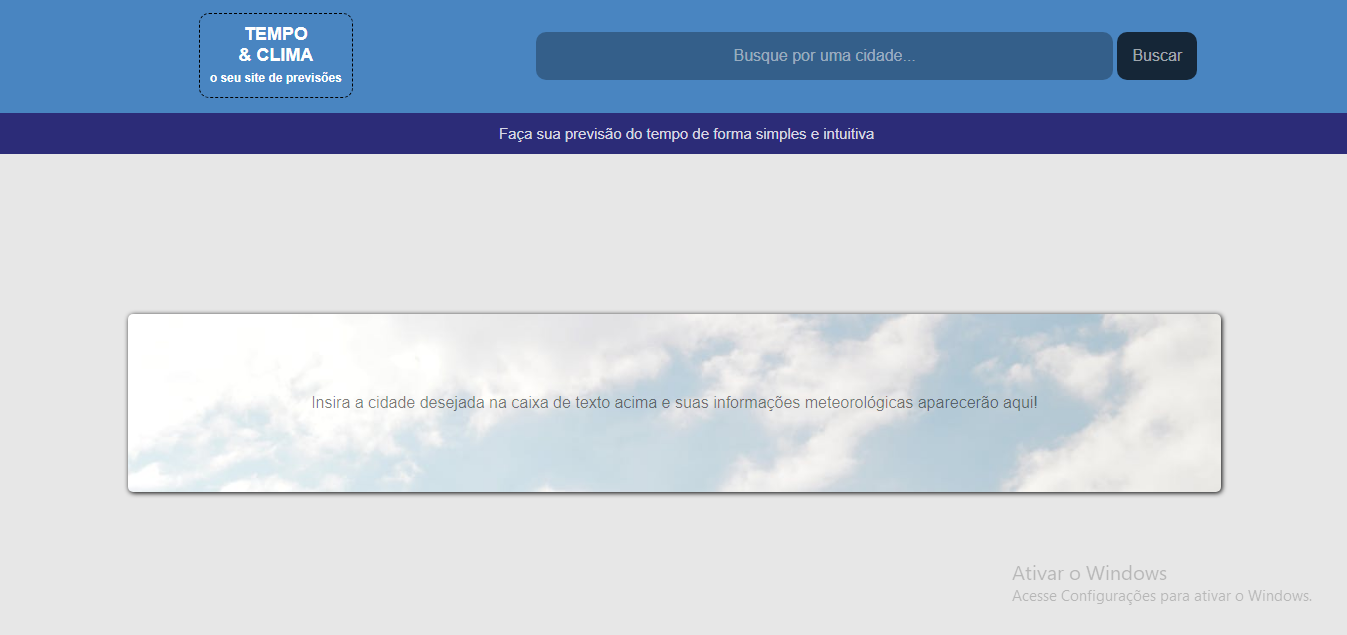 TEMPO
& CLIMA
o seu site de previsões
Busque por uma cidade...
Buscar
Faça sua previsão do tempo de forma simples e intuitiva
Insira a cidade desejada na caixa de texto acima e suas informações meteorológicas aparecerão aqui!
Ativar o Windows
Acesse Configurações para ativar o Windows.